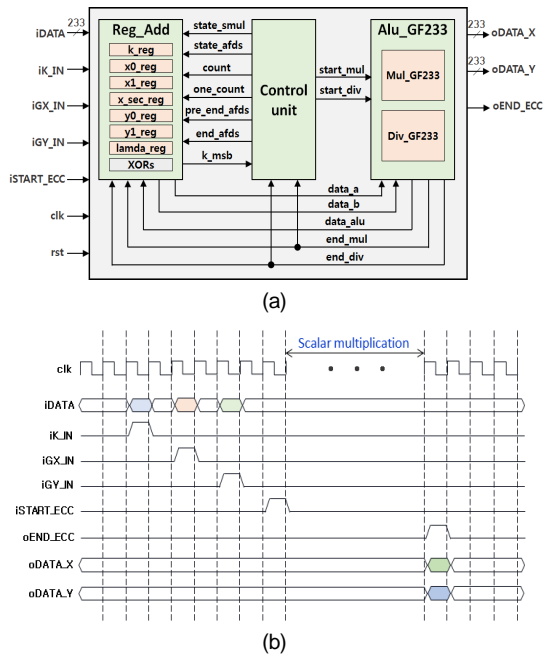 233
iDATA
iK_IN
iGX_IN
iGY_IN
iSTART_ECC
clk
rst
Reg_Add
k_reg
x0_reg
x1_reg
x_sec_reg
y0_reg
y1_reg
lamda_reg
XORs
state_smul
state_afds
count
one_count
pre_end_afds
end_afds
k_msb
Control
unit
start_mul
start_div
Alu_GF233
Mul_GF233
Div_GF233
233
oDATA_X
233
oDATA_Y
oEND_ECC
data_a
data_b
data_alu
end_mul
end_div
(a)
Scalar multiplication
clk
iDATA
iK_IN
iGX_IN
iGY_IN
iSTART_ECC
oEND_ECC
oDATA_X
oDATA_Y
(b)